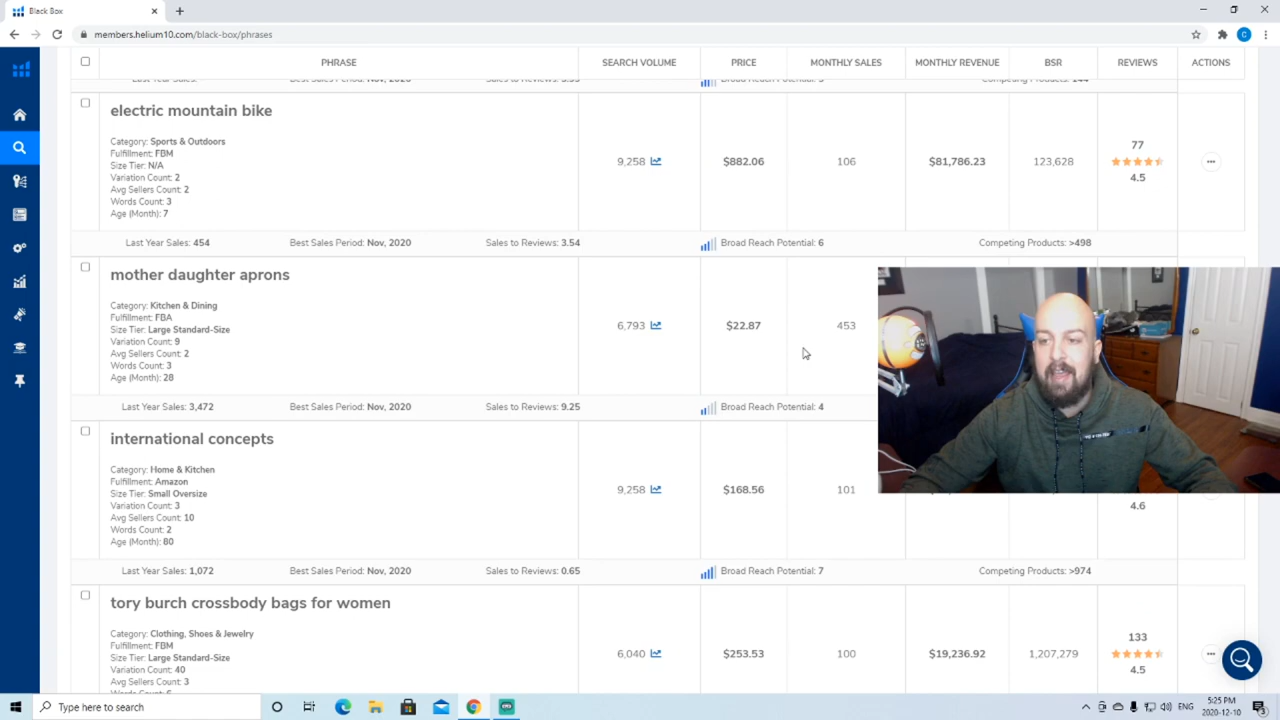 Black Box
members.helium10.com/black-box/phrases
PHRASE SEARCH VOLUME PRICE MONTHLY SALES MONTHLY REVENUE BSR REVIEWS ACTIONS
electric mountain bike
Category: Sports & Outdoors
Fulfillment: FBM
Size Tier: N/A
Variation Count: 2
Avg Sellers Count: 2
Words Count: 3
Age (Month): 7
9,258 $882.06 106 $81,786.23 123,628
77
4.5
Last Year Sales: 454 Best Sales Period: Nov, 2020 Sales to Reviews: 3.54 Broad Reach Potential: 6 Competing Products: >498
mother daughter aprons
Category: Kitchen & Dining
Fulfillment: FBA
Size Tier: Large Standard-Size
Variation Count: 9
Avg Sellers Count: 2
Words Count: 3
Age (Month): 28
6,793 $22.87 453
Last Year Sales: 3,472 Best Sales Period: Nov, 2020 Sales to Reviews: 9.25 Broad Reach Potential: 4
international concepts
Category: Home & Kitchen
Fulfillment: Amazon
Size Tier: Small Oversize
Variation Count: 3
Avg Sellers Count: 10
Words Count: 2
Age (Month): 80
9,258 $168.56 101
4.6
Last Year Sales: 1,072 Best Sales Period: Nov, 2020 Sales to Reviews: 0.65 Broad Reach Potential: 7 Competing Products: >974
tory burch crossbody bags for women
Category: Clothing, Shoes & Jewelry
Fulfillment: FBM
Size Tier: Large Standard-Size
Variation Count: 40
Avg Sellers Count: 3
6,040 $253.53 100 $19,236.92 1,207,279
133
4.5
Type here to search
ENG
5:25 PM
2020-12-10